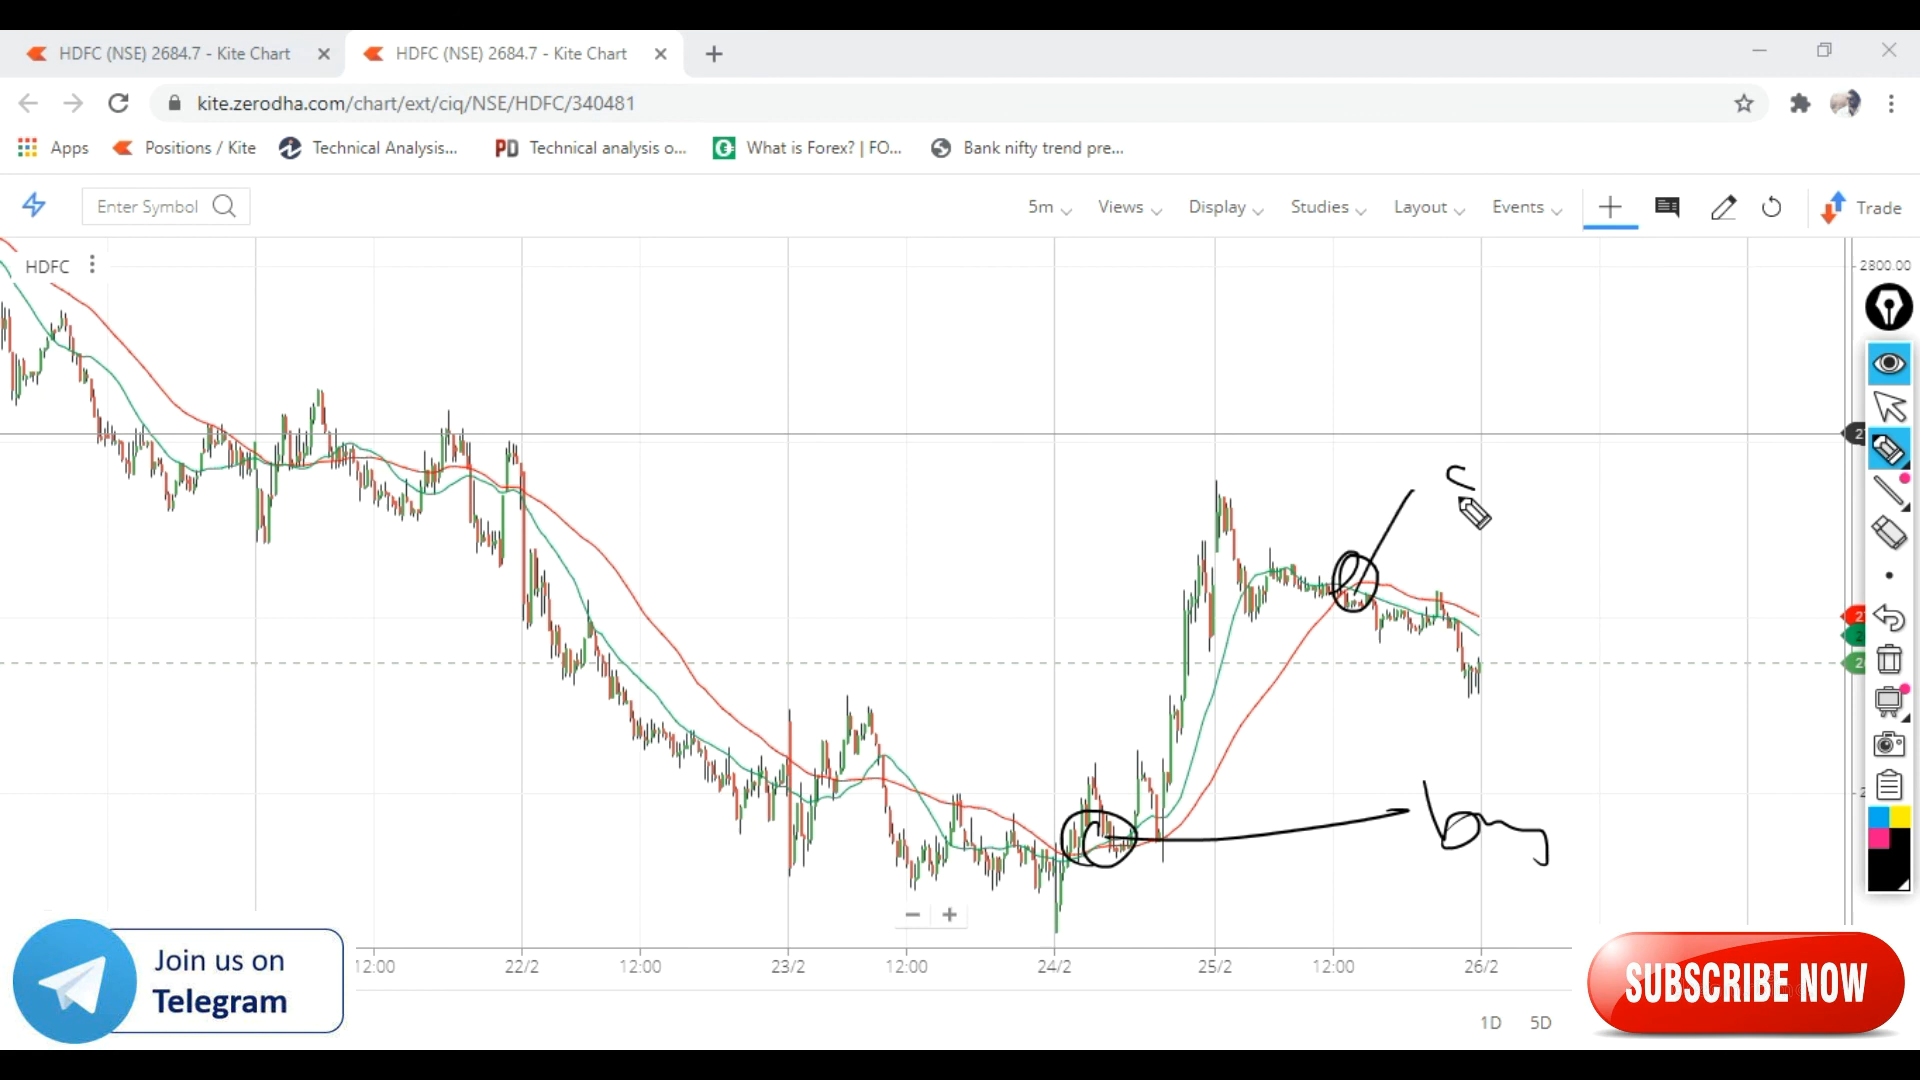 HDFC (NSE) 2684.7 - Kite Chart
HDFC (NSE) 2684.7 - Kite Chart
kite.zerodha.com/chart/ext/ciq/NSE/HDFC/340481
Apps
Positions / Kite
Technical Analysis...
Technical analysis o...
What is Forex? | FO...
Bank nifty trend pre...
Enter Symbol
5m
Views
Display
Studies
Layout
Events
Trade
HDFC
2800.00
buy
12:00
22/2
12:00
23/2
12:00
24/2
25/2
12:00
26/2
1D
5D
Join us on
Telegram
SUBSCRIBE NOW